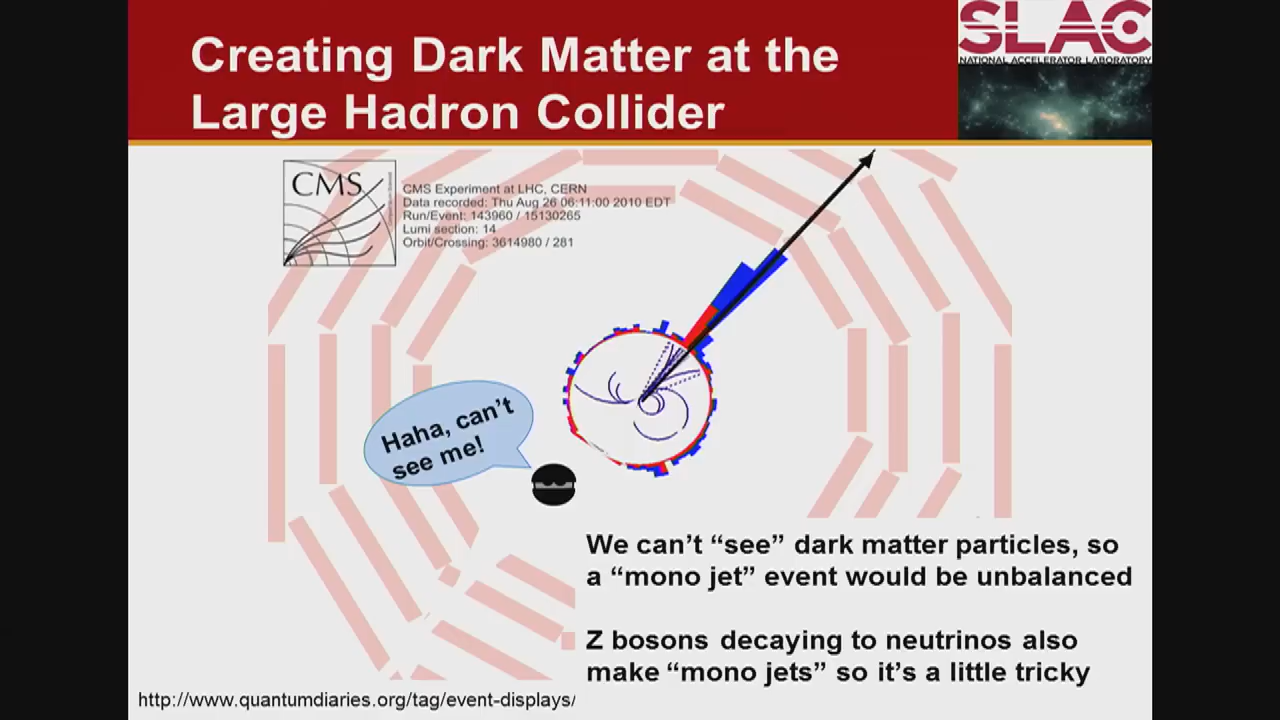 Creating Dark Matter at the
Large Hadron Collider
SLAC
NATIONAL ACCELERATOR LABORATORY
CMS
CMS Experiment at LHC, CERN
Data recorded: Thu Aug 26 06:11:00 2010 EDT
Run/Event: 143960 / 15130265
Lumi section: 14
Orbit/Crossing: 3614980 / 281
Haha, can't
see me!
We can't “see” dark matter particles, so
a “mono jet” event would be unbalanced
Z bosons decaying to neutrinos also
make “mono jets” so it's a little tricky
http://www.quantumdiaries.org/tag/event-displays/